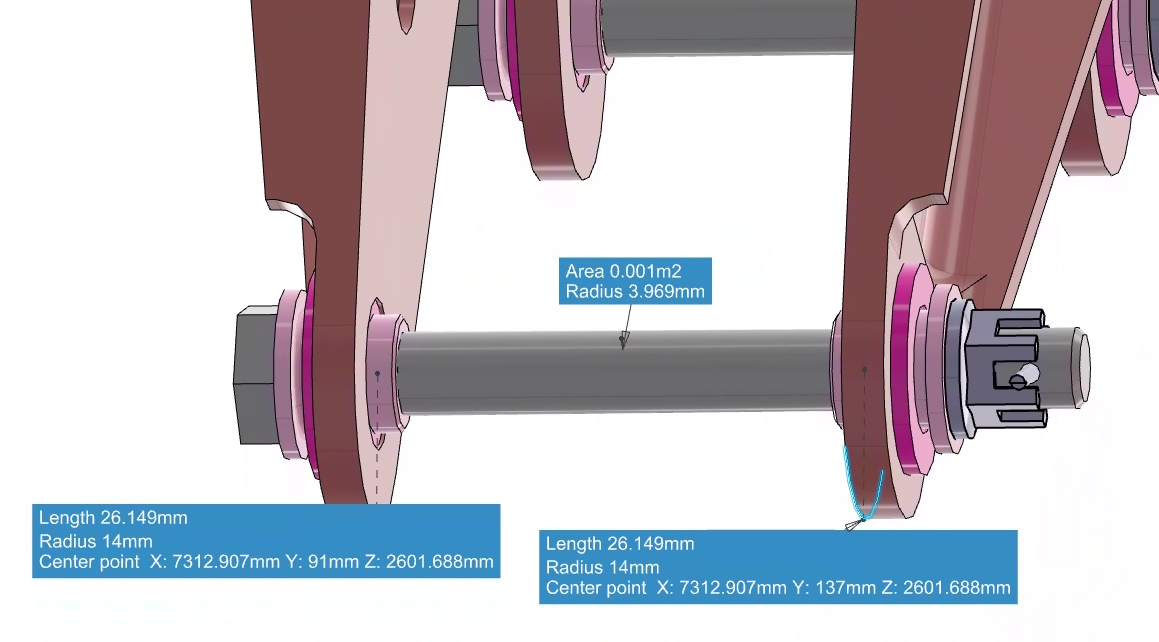 Area 0.001m2
Radius 3.969mm
Length 26.149mm
Radius 14mm
Center point  X: 7312.907mm Y: 91mm Z: 2601.688mm
Length 26.149mm
Radius 14mm
Center point  X: 7312.907mm Y: 137mm Z: 2601.688mm